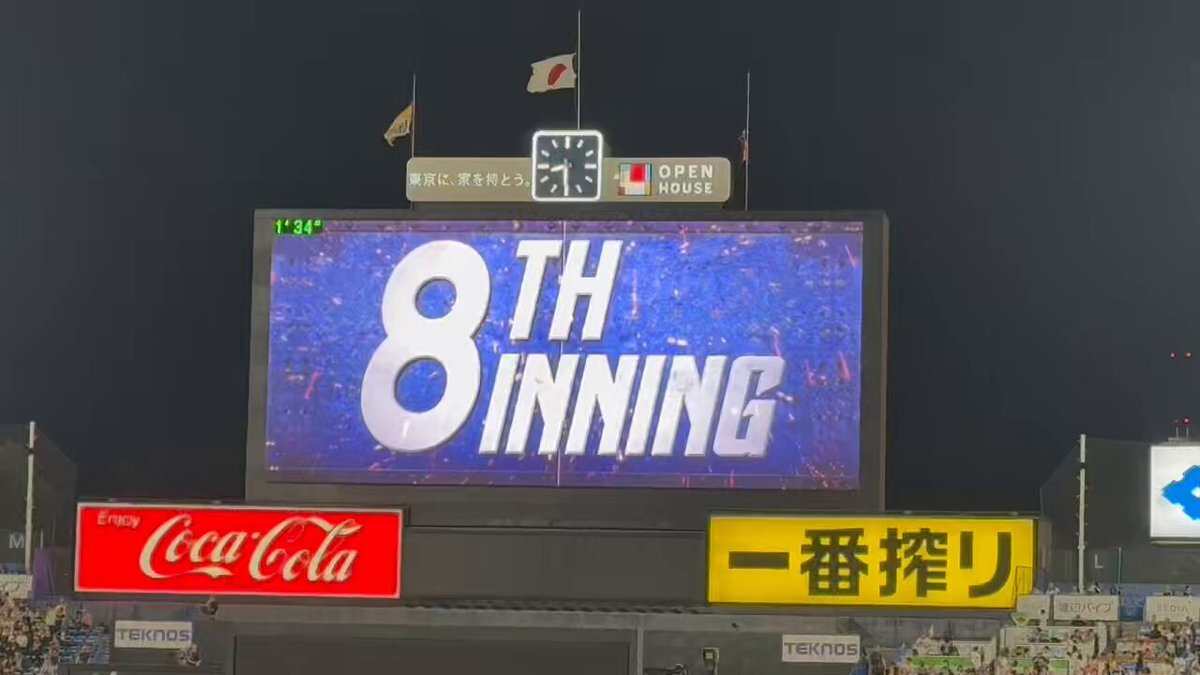 東京に、家を持とう。
OPEN
HOUSE
1'34"
8TH
INNING
Enjoy
Coca-Cola
一番搾り
M
L
TEKNOS
TEKNOS